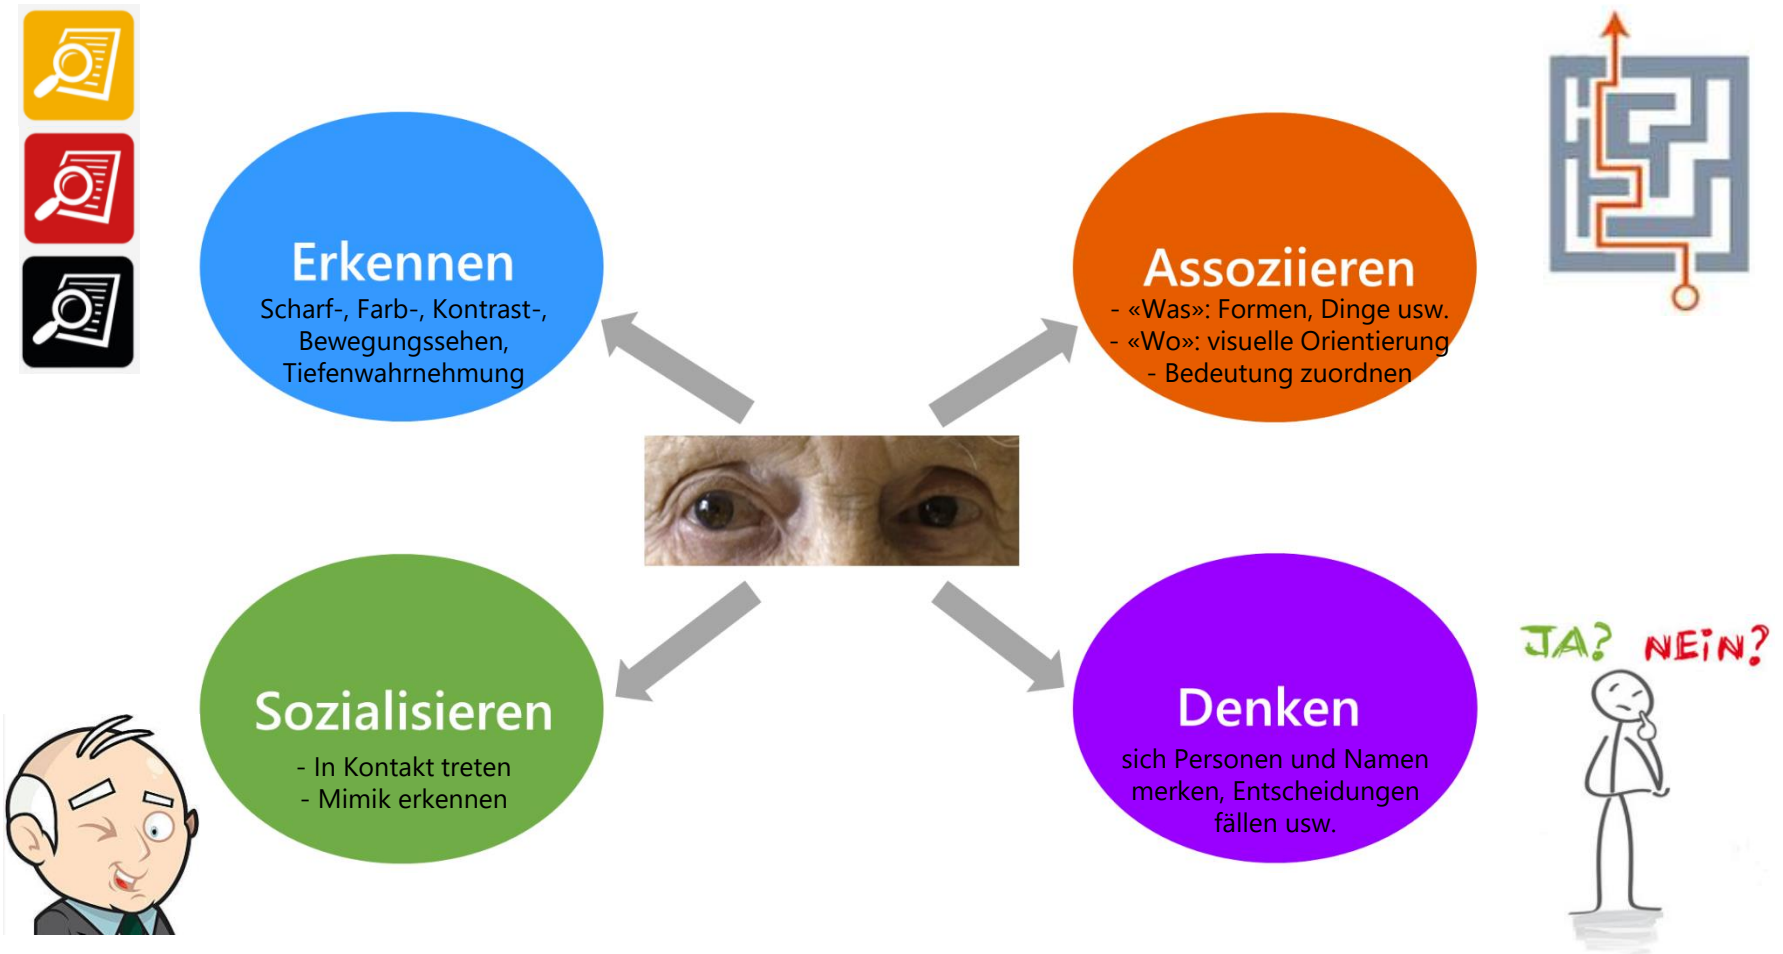 Erkennen
Scharf-, Farb-, Kontrast-,
Bewegungssehen,
Tiefenwahrnehmung
Assoziieren
- «Was»: Formen, Dinge usw.
- «Wo»: visuelle Orientierung
- Bedeutung zuordnen
Sozialisieren
- In Kontakt treten
- Mimik erkennen
Denken
sich Personen und Namen
merken, Entscheidungen
fällen usw.
JA? NEiN?